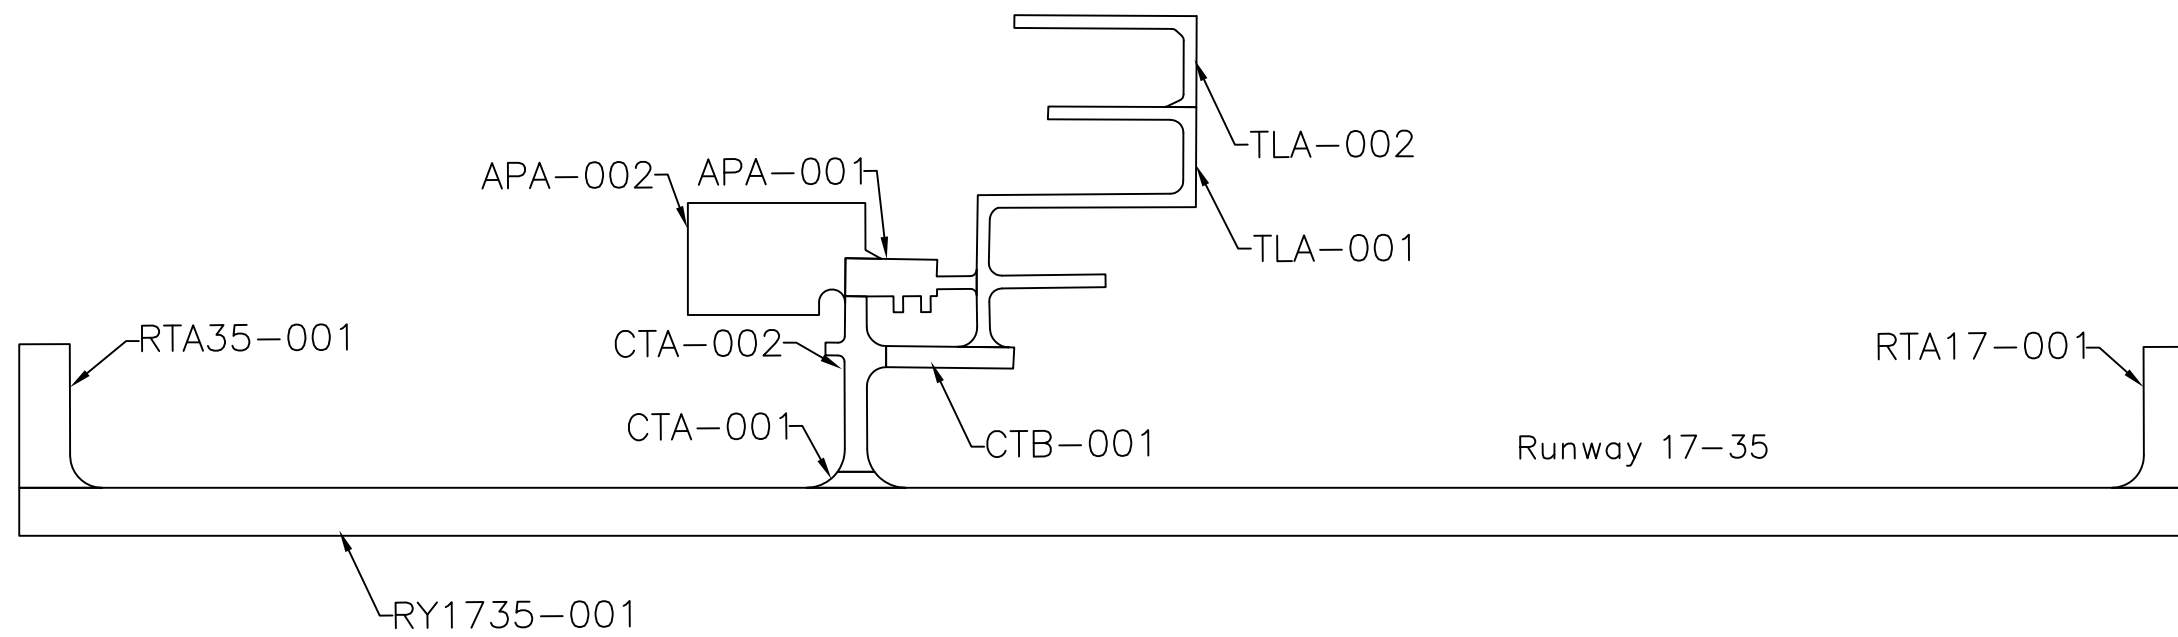 TLA-002
APA-002
APA-001
TLA-001
RTA35-001
CTA-002
RTA17-001
CTA-001
CTB-001
Runway 17-35
RY1735-001